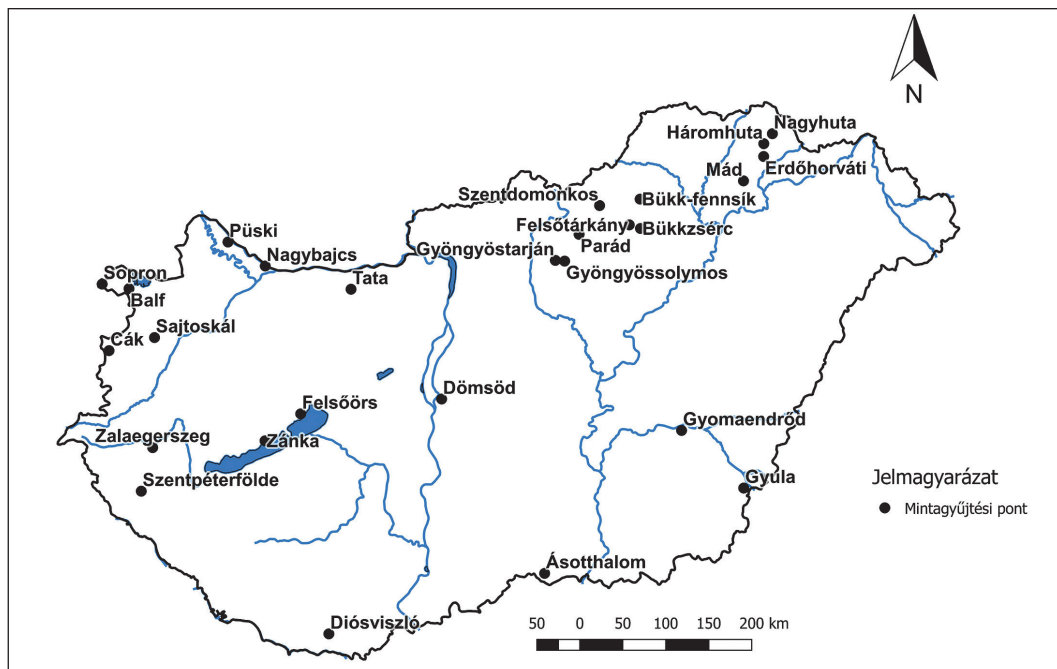 N
Nagyhuta
Háromhuta
Erdőhorváti
Mád
Szentdomonkos
Bükk-fennsík
Felsőtárkány
Bükkzsérc
Parád
Gyöngyöstarján
Gyöngyössolymos
Püski
Nagybajcs
Tata
Sopron
Balf
Sajtoskál
Cák
Dömsöd
Felsőörs
Gyomaendrőd
Zalaegerszeg
Zánka
Szentpéterfölde
Gyula
Jelmagyarázat
Mintagyűjtési pont
Ásotthalom
Diósviszló
50 0 50 100 150 200 km